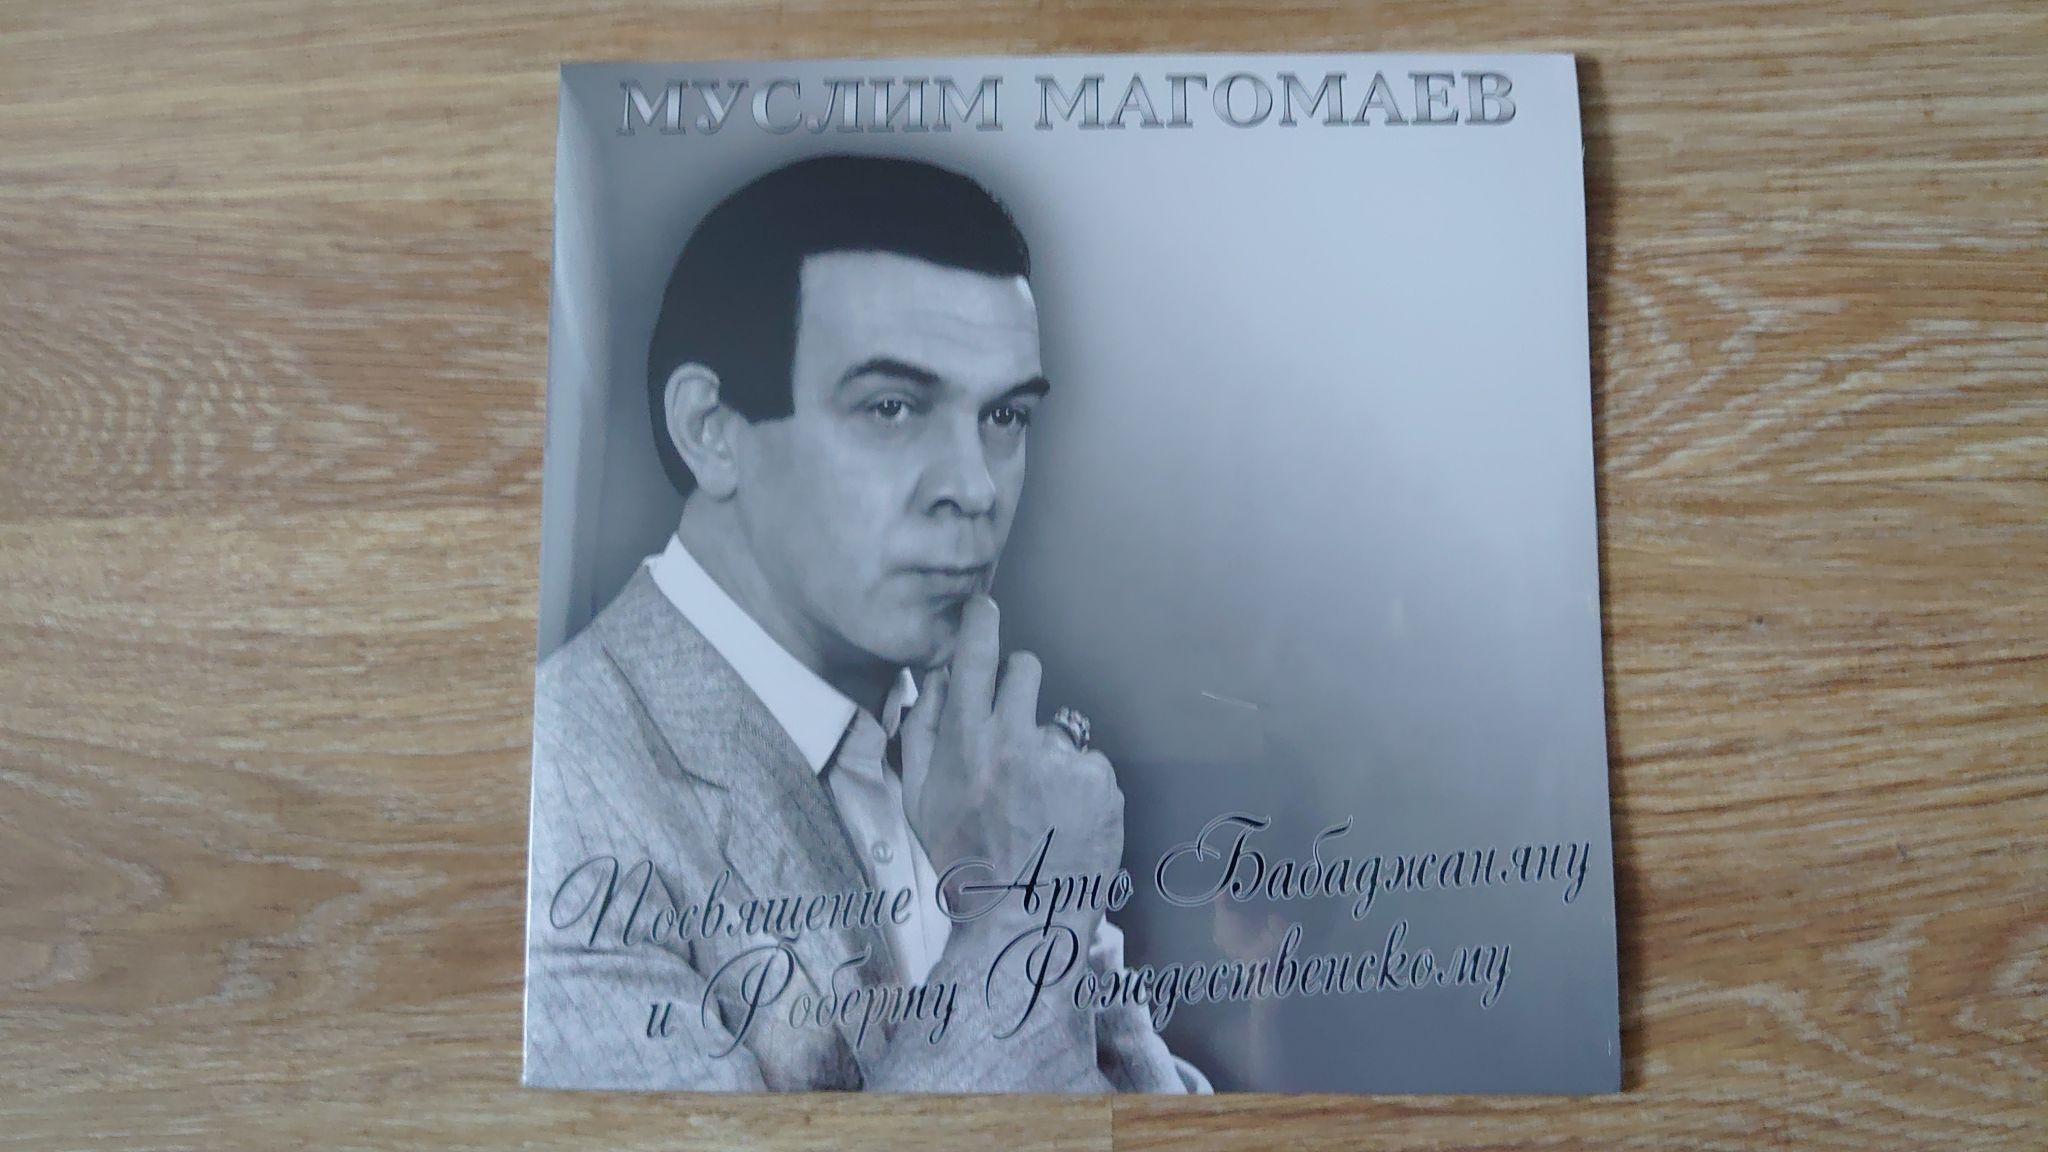 МУСЛИМ МАГОМАЕВ
Посвящение Арно Бабаджаняну
и Роберту Рождественскому